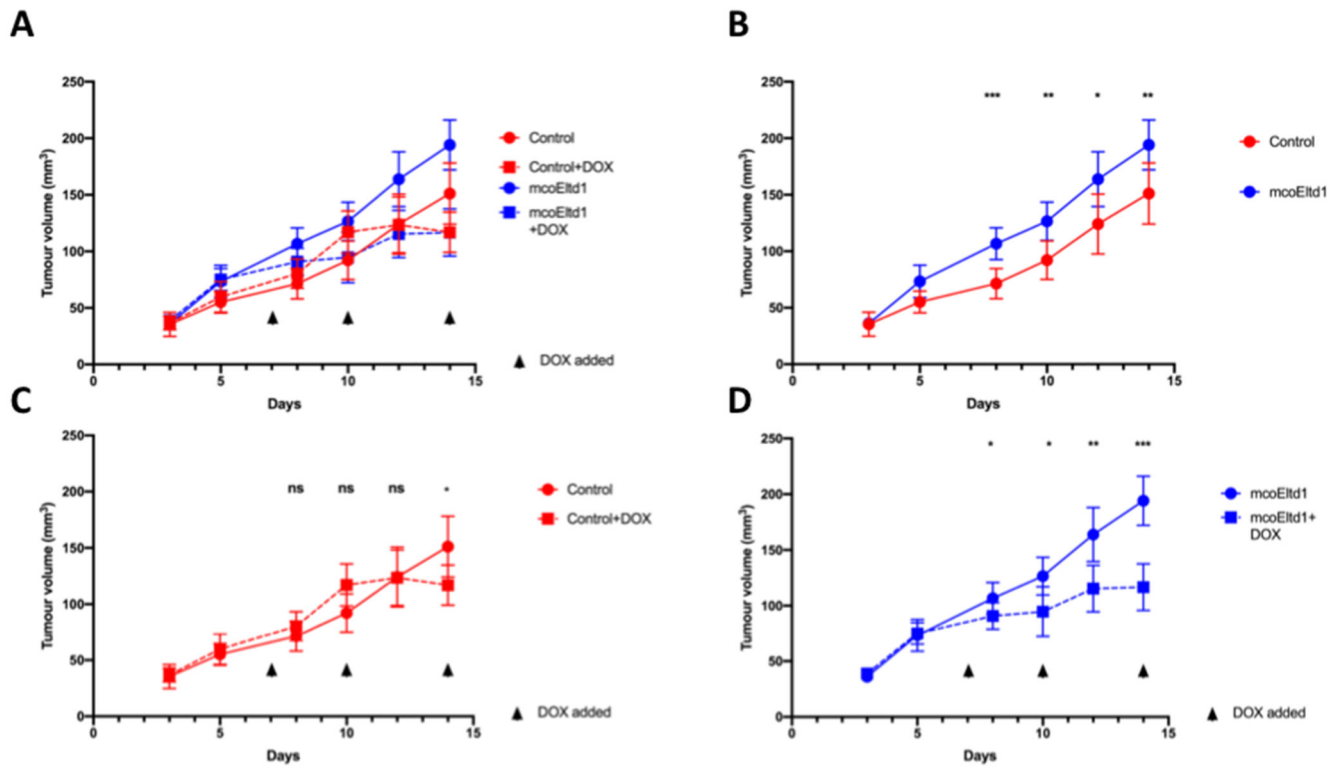 A
250
200
150
100
50
0
Tumour volume (mm³)
0 5 10 15
Days
Control
Control+DOX
mcoEltd1
mcoEltd1
+DOX
DOX added
B
250
200
150
100
50
0
Tumour volume (mm³)
*** ** * **
0 5 10 15
Days
Control
mcoEltd1
C
250
200
150
100
50
0
Tumour volume (mm³)
ns ns ns *
0 5 10 15
Days
Control
Control+DOX
DOX added
D
250
200
150
100
50
0
Tumour volume (mm³)
* * ** ***
0 5 10 15
Days
mcoEltd1
mcoEltd1+
DOX
DOX added